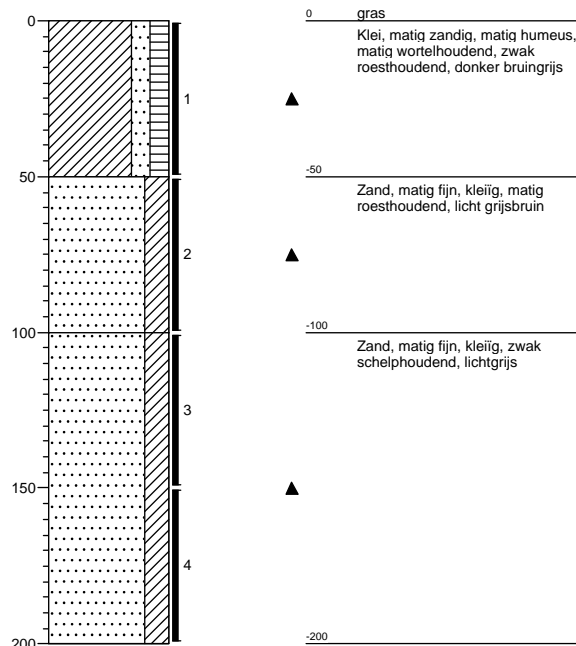 0
0
gras
Klei, matig zandig, matig humeus,
matig wortelhoudend, zwak
roesthoudend, donker bruingrijs
1
50
-50
Zand, matig fijn, kleiïg, matig
roesthoudend, licht grijsbruin
2
100
-100
Zand, matig fijn, kleiïg, zwak
schelphoudend, lichtgrijs
3
150
4
200
-200